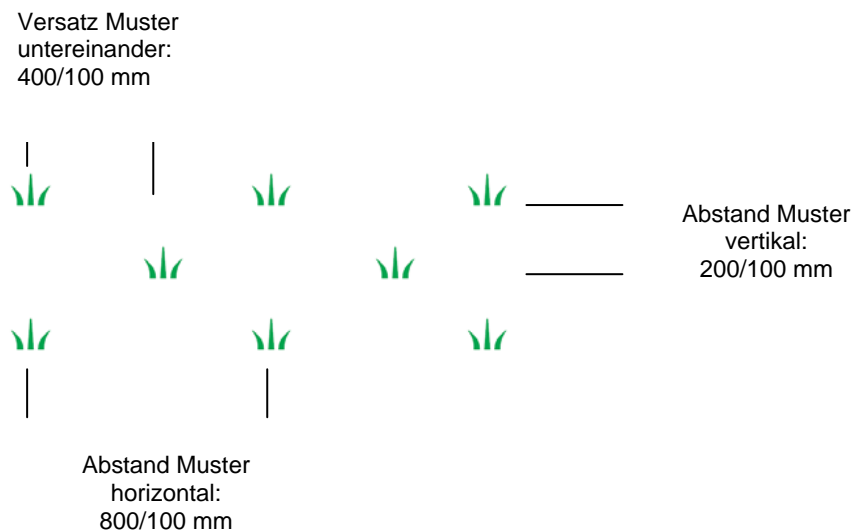 Versatz Muster
untereinander:
400/100 mm
Abstand Muster
vertikal:
200/100 mm
Abstand Muster
horizontal:
800/100 mm